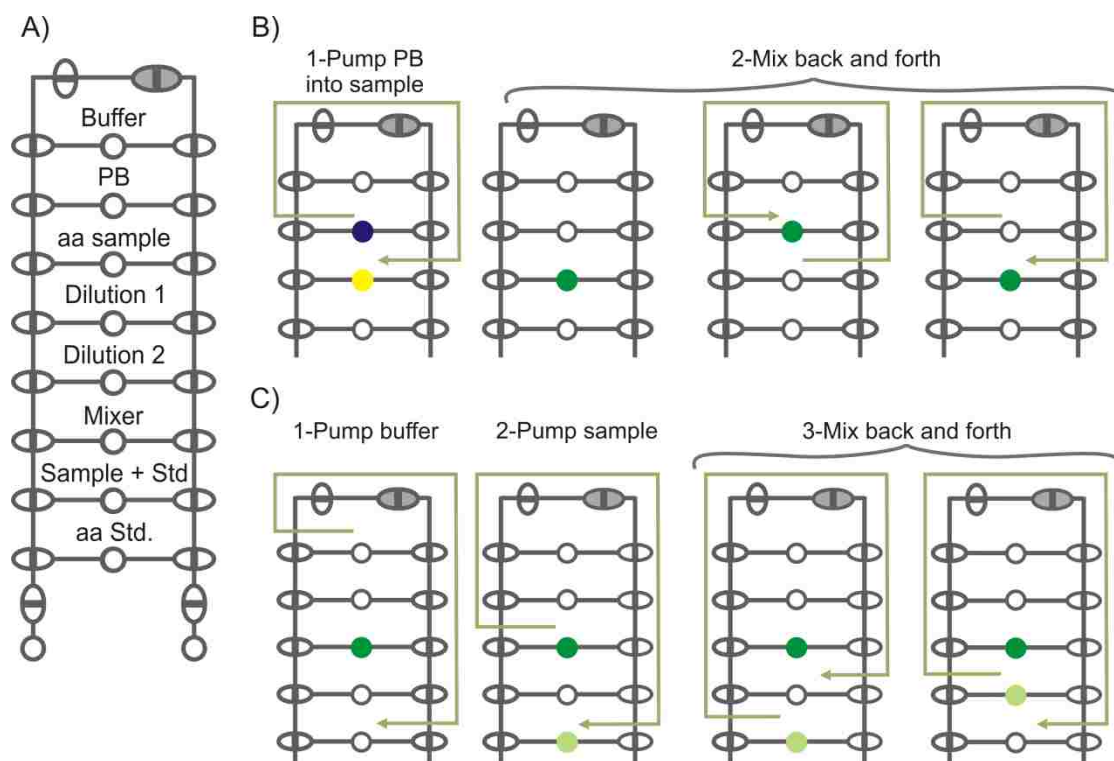 A)
Buffer
PB
aa sample
Dilution 1
Dilution 2
Mixer
Sample + Std
aa Std.
B)
1-Pump PB
into sample
2-Mix back and forth
C)
1-Pump buffer
2-Pump sample
3-Mix back and forth